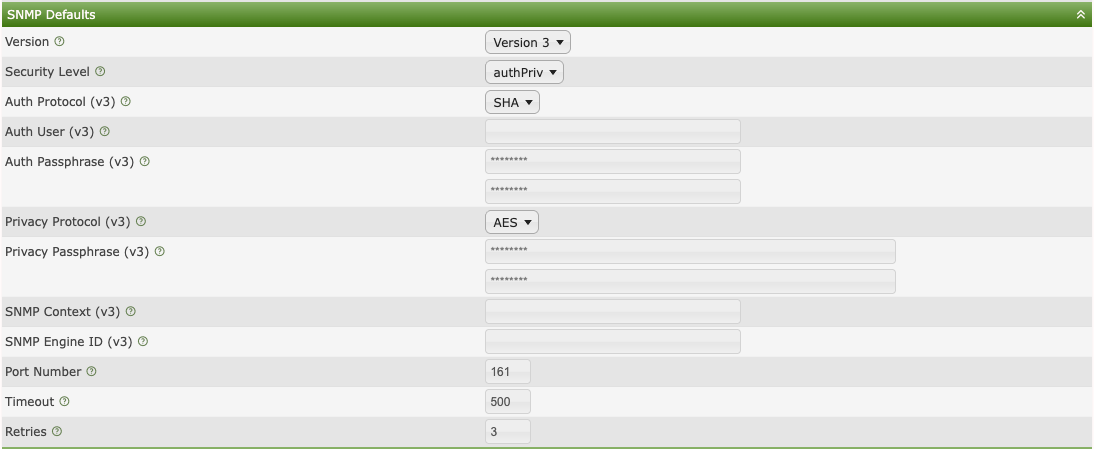 SNMP Defaults
Version
Version 3
Security Level
authPriv
Auth Protocol (v3)
SHA
Auth User (v3)
Auth Passphrase (v3)
********
********
Privacy Protocol (v3)
AES
Privacy Passphrase (v3)
********
********
SNMP Context (v3)
SNMP Engine ID (v3)
Port Number
161
Timeout
500
Retries
3